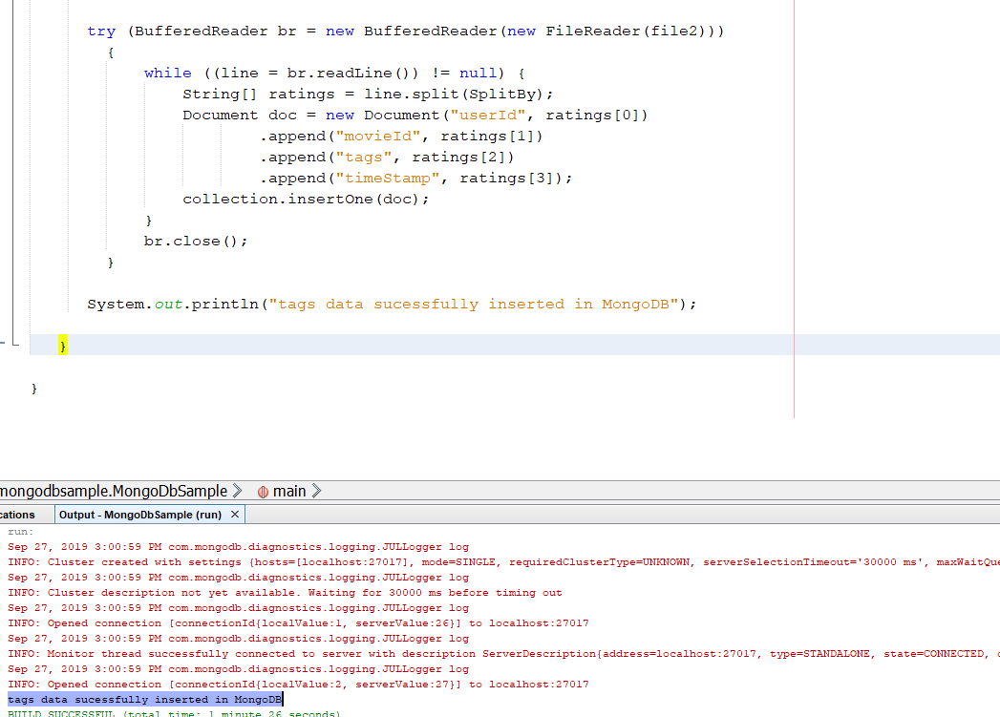 try (BufferedReader br = new BufferedReader(new FileReader(file2)))
{
while ((line = br.readLine()) != null) {
String[] ratings = line.split(SplitBy);
Document doc = new Document("userId", ratings[0])
.append("movieId", ratings[1])
.append("tags", ratings[2])
.append("timeStamp", ratings[3]);
collection.insertOne(doc);
}
br.close();
}
System.out.println("tags data sucessfully inserted in MongoDB");
}
}
mongodbsample.MongoDbSample main
cations Output - MongoDbSample (run) ×
run:
Sep 27, 2019 3:00:59 PM com.mongodb.diagnostics.logging.JULLogger log
INFO: Cluster created with settings {hosts=[localhost:27017], mode=SINGLE, requiredClusterType=UNKNOWN, serverSelectionTimeout='30000 ms', maxWaitQue
Sep 27, 2019 3:00:59 PM com.mongodb.diagnostics.logging.JULLogger log
INFO: Cluster description not yet available. Waiting for 30000 ms before timing out
Sep 27, 2019 3:00:59 PM com.mongodb.diagnostics.logging.JULLogger log
INFO: Opened connection [connectionId{localValue:1, serverValue:26}] to localhost:27017
Sep 27, 2019 3:00:59 PM com.mongodb.diagnostics.logging.JULLogger log
INFO: Monitor thread successfully connected to server with description ServerDescription{address=localhost:27017, type=STANDALONE, state=CONNECTED,
Sep 27, 2019 3:00:59 PM com.mongodb.diagnostics.logging.JULLogger log
INFO: Opened connection [connectionId{localValue:2, serverValue:27}] to localhost:27017
tags data sucessfully inserted in MongoDB
BUILD SUCCESSFUL (total time: 1 minute 26 seconds)